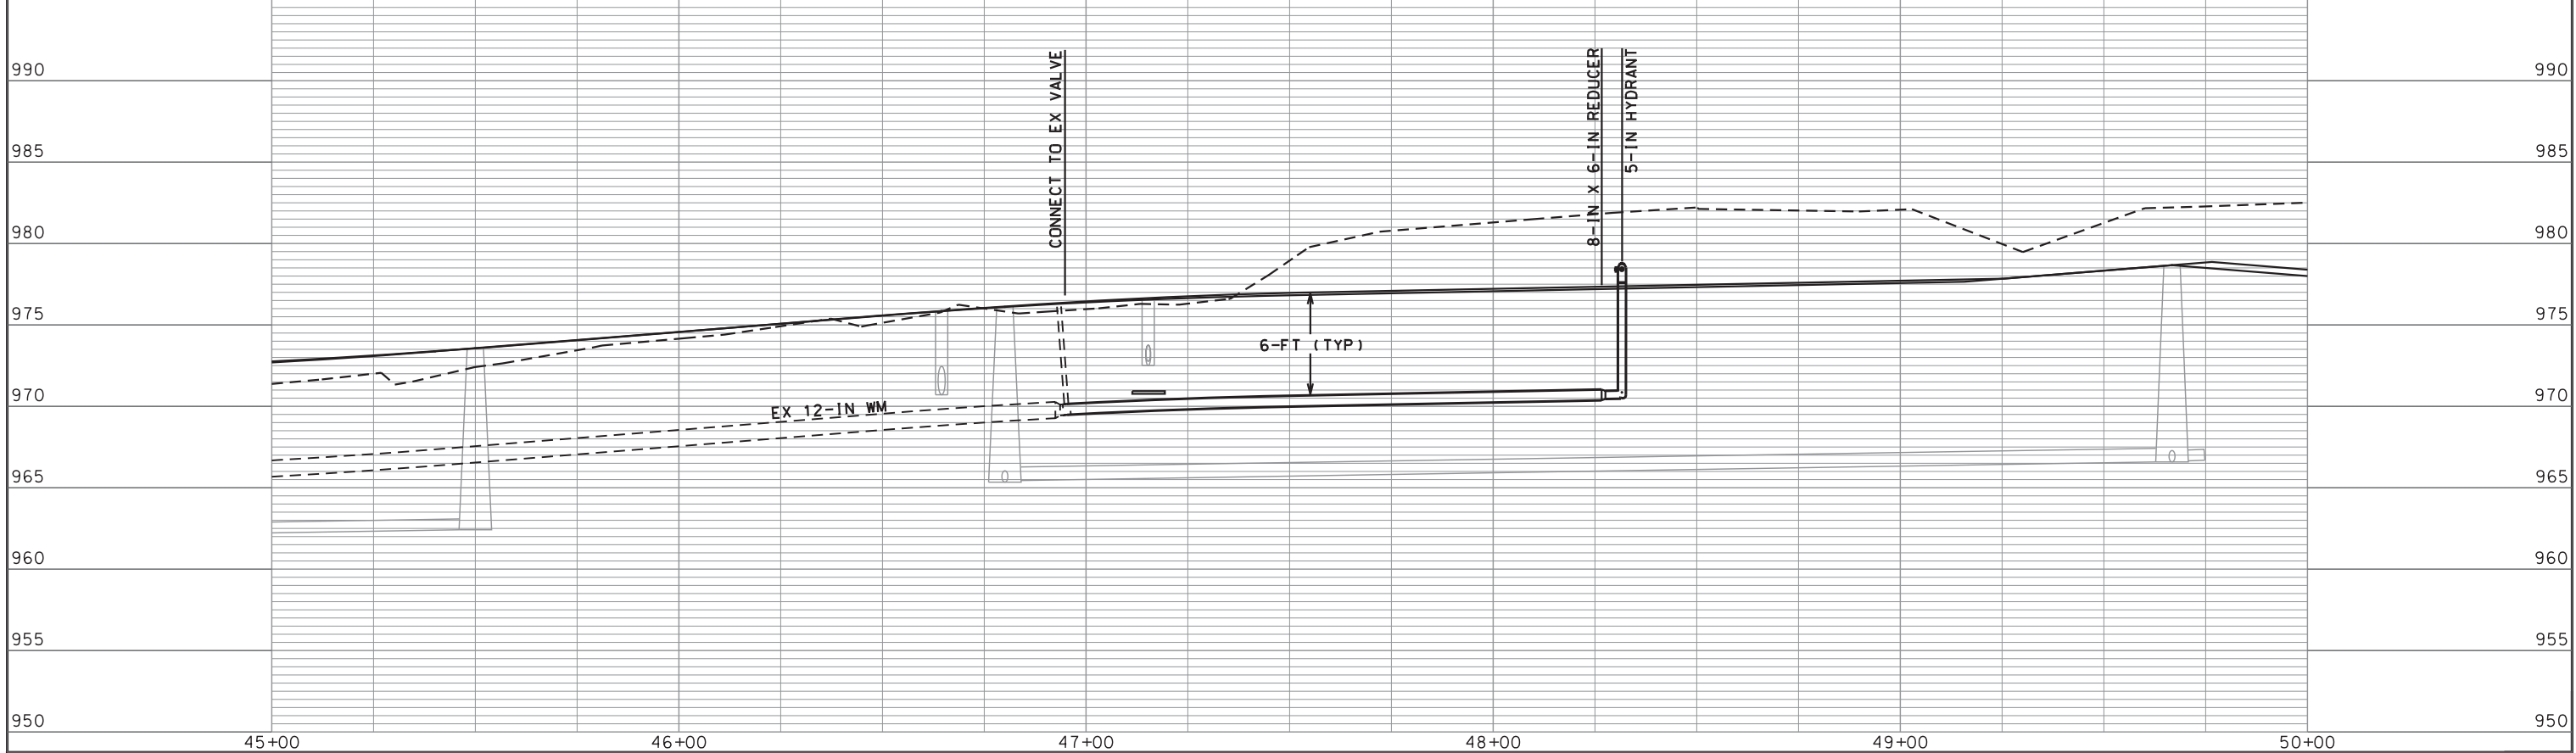 CONNECT TO EX VALVE
8-IN X 6-IN REDUCER
5-IN HYDRANT
990 990
985 985
980 980
975 975
6-FT (TYP)
970 970
EX 12-IN WM
965 965
960 960
955 955
950 950
45+00 46+00 47+00 48+00 49+00 50+00